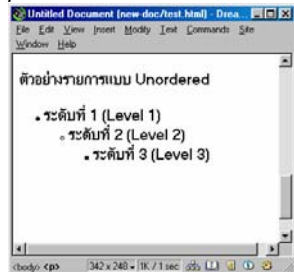 Untitled Document (new-doc/test.html) - Drea...
File Edit View Insert Modify Text Commands Site
Window Help
ตัวอย่างรายการแบบ Unordered
ระดับที่ 1 (Level 1)
ระดับที่ 2 (Level 2)
ระดับที่ 3 (Level 3)
<body> <p> 342 x 248 1K / 1 sec